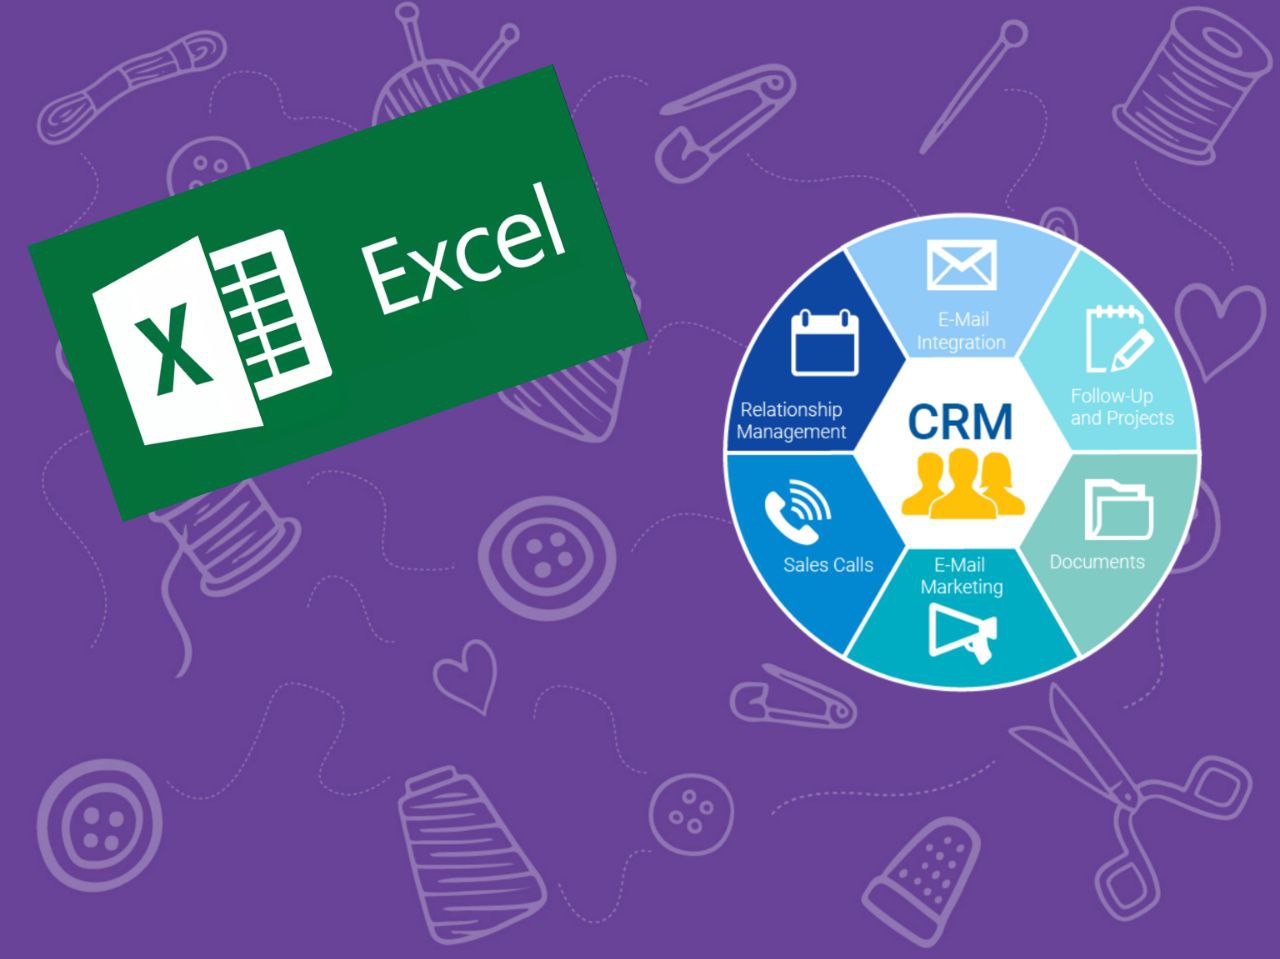 X
Excel
E-Mail
Integration
Follow-Up
and Projects
Relationship
Management
CRM
Sales Calls
E-Mail
Marketing
Documents